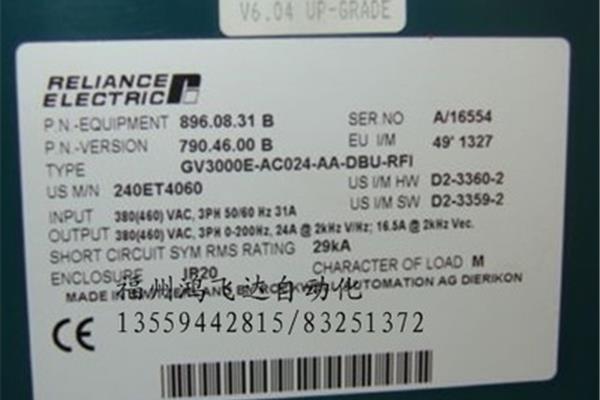 V6.04 UP-GRADE
RELIANCE
ELECTRIC
P.N.-EQUIPMENT 896.08.31 B SER.NO A/16554
P.N.-VERSION 790.46.00 B EU I/M 49' 1327
TYPE GV3000E-AC024-AA-DBU-RFI
US M/N 240ET4060 US I/M HW D2-3360-2
US I/M SW D2-3359-2
INPUT 380(460) VAC, 3PH 50/60 Hz 31A
OUTPUT 380(460) VAC, 3PH 0-200Hz, 24A @ 2kHz V/Hz; 16.5A @ 2kHz Vec.
SHORT CIRCUIT SYM RMS RATING 29kA
ENCLOSURE JR20 CHARACTER OF LOAD M
MADE IN BY AUTOMATION AG DIERIKON
福州鸿飞达自动化
13559442815/83251372
CE